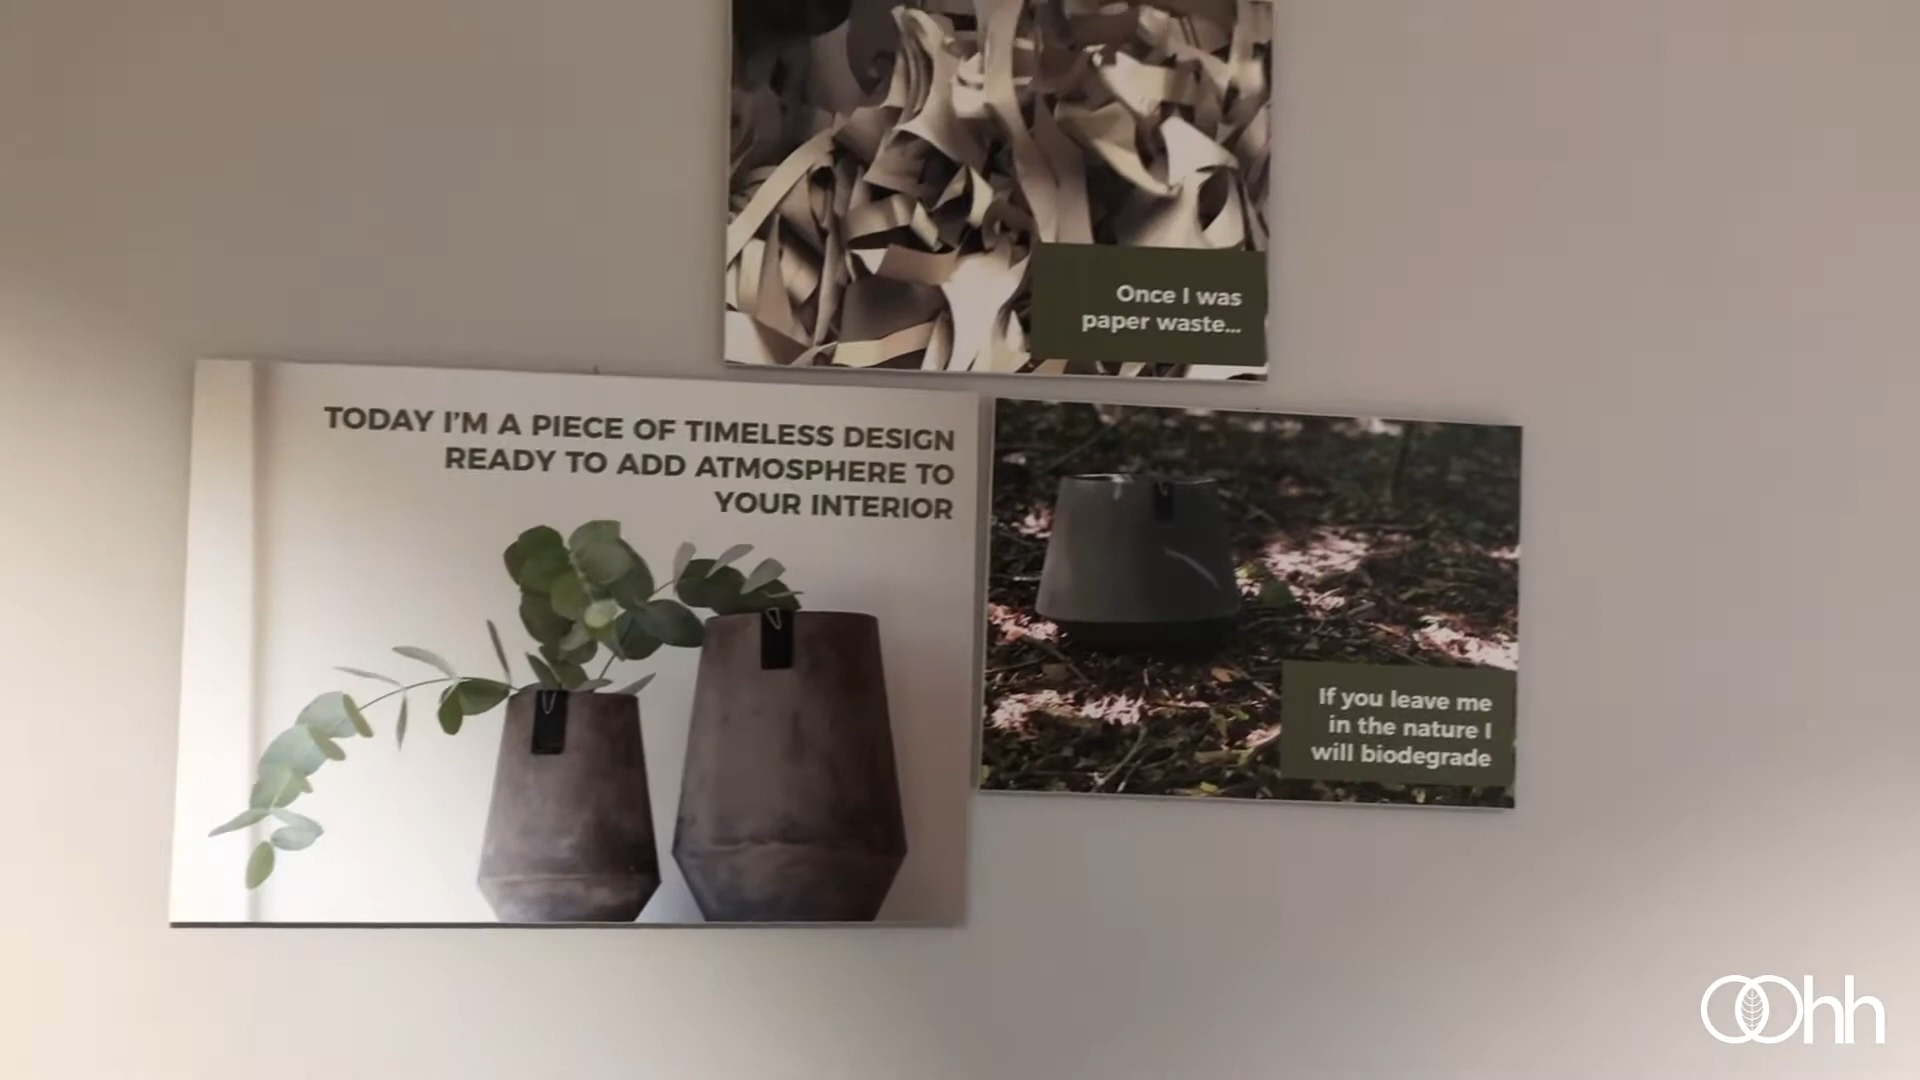 Once I was
paper waste...
TODAY I'M A PIECE OF TIMELESS DESIGN
READY TO ADD ATMOSPHERE TO
YOUR INTERIOR
If you leave me
in the nature I
will biodegrade
OOhh